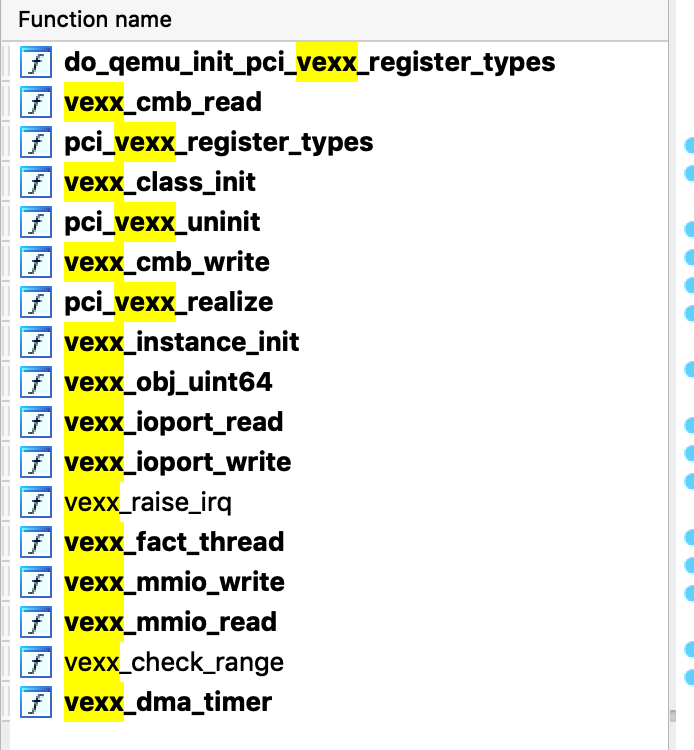 Function name
f do_qemu_init_pci_vexx_register_types
f vexx_cmb_read
f pci_vexx_register_types
f vexx_class_init
f pci_vexx_uninit
f vexx_cmb_write
f pci_vexx_realize
f vexx_instance_init
f vexx_obj_uint64
f vexx_ioport_read
f vexx_ioport_write
f vexx_raise_irq
f vexx_fact_thread
f vexx_mmio_write
f vexx_mmio_read
f vexx_check_range
f vexx_dma_timer